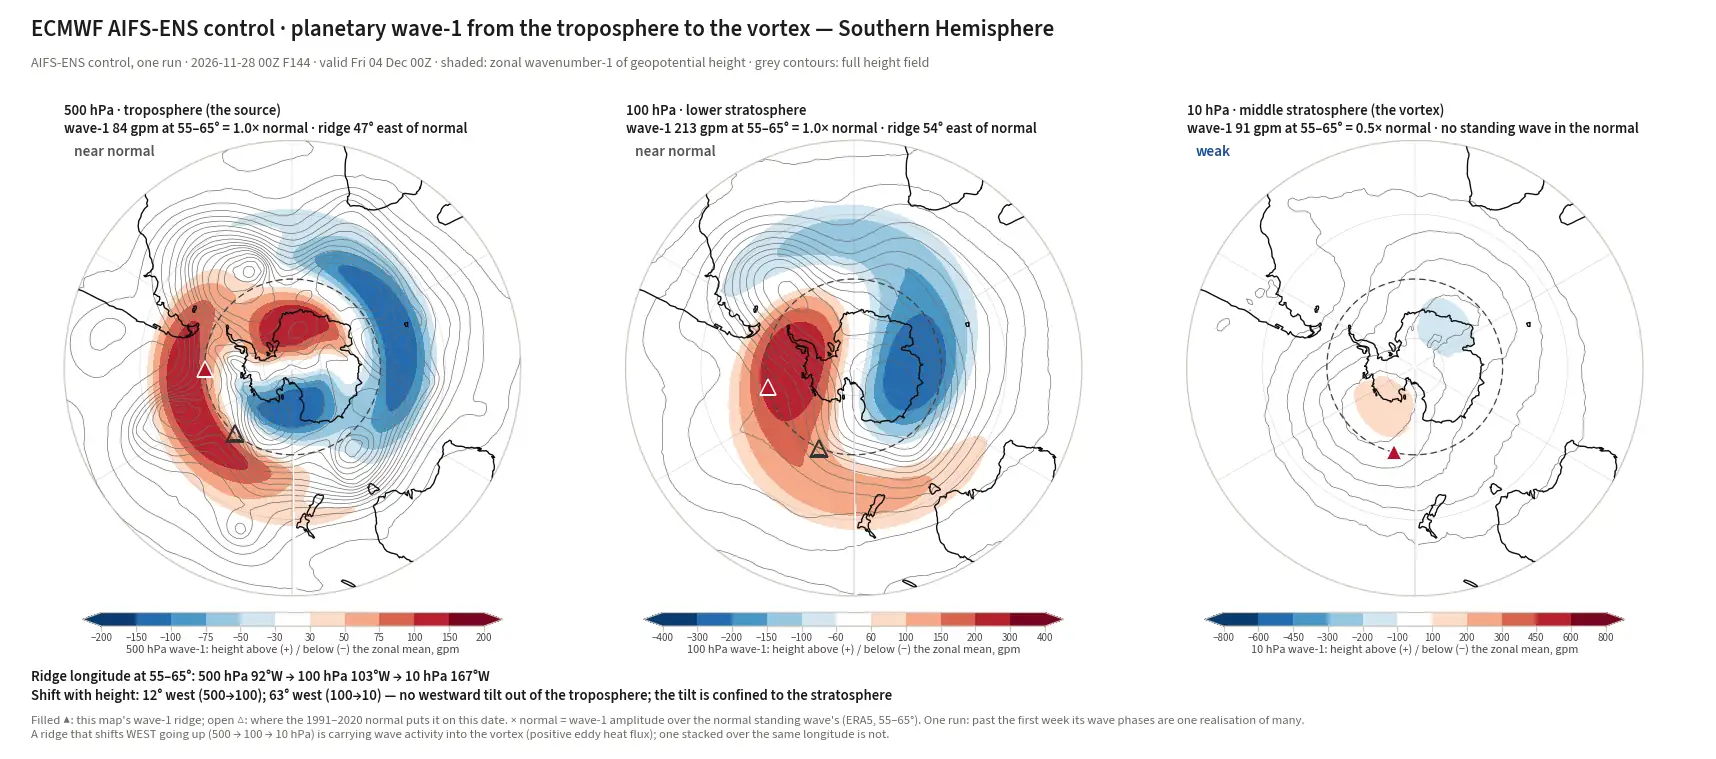 ECMWF AIFS-ENS control · planetary wave-1 from the troposphere to the vortex — Southern Hemisphere
AIFS-ENS control, one run · 2026-11-28 00Z F144 · valid Fri 04 Dec 00Z · shaded: zonal wavenumber-1 of geopotential height · grey contours: full height field
500 hPa · troposphere (the source)
wave-1 84 gpm at 55–65° = 1.0× normal · ridge 47° east of normal
near normal
100 hPa · lower stratosphere
wave-1 213 gpm at 55–65° = 1.0× normal · ridge 54° east of normal
near normal
10 hPa · middle stratosphere (the vortex)
wave-1 91 gpm at 55–65° = 0.5× normal · no standing wave in the normal
weak
−200 −150 −100 −75 −50 −30 30 50 75 100 150 200
500 hPa wave-1: height above (+) / below (−) the zonal mean, gpm
−400 −300 −200 −150 −100 −60 60 100 150 200 300 400
100 hPa wave-1: height above (+) / below (−) the zonal mean, gpm
−800 −600 −450 −300 −200 −100 100 200 300 450 600 800
10 hPa wave-1: height above (+) / below (−) the zonal mean, gpm
Ridge longitude at 55–65°: 500 hPa 92°W → 100 hPa 103°W → 10 hPa 167°W
Shift with height: 12° west (500→100); 63° west (100→10) — no westward tilt out of the troposphere; the tilt is confined to the stratosphere
Filled ▲: this map's wave-1 ridge; open △: where the 1991–2020 normal puts it on this date. × normal = wave-1 amplitude over the normal standing wave's (ERA5, 55–65°). One run: past the first week its wave phases are one realisation of many.
A ridge that shifts WEST going up (500 → 100 → 10 hPa) is carrying wave activity into the vortex (positive eddy heat flux); one stacked over the same longitude is not.